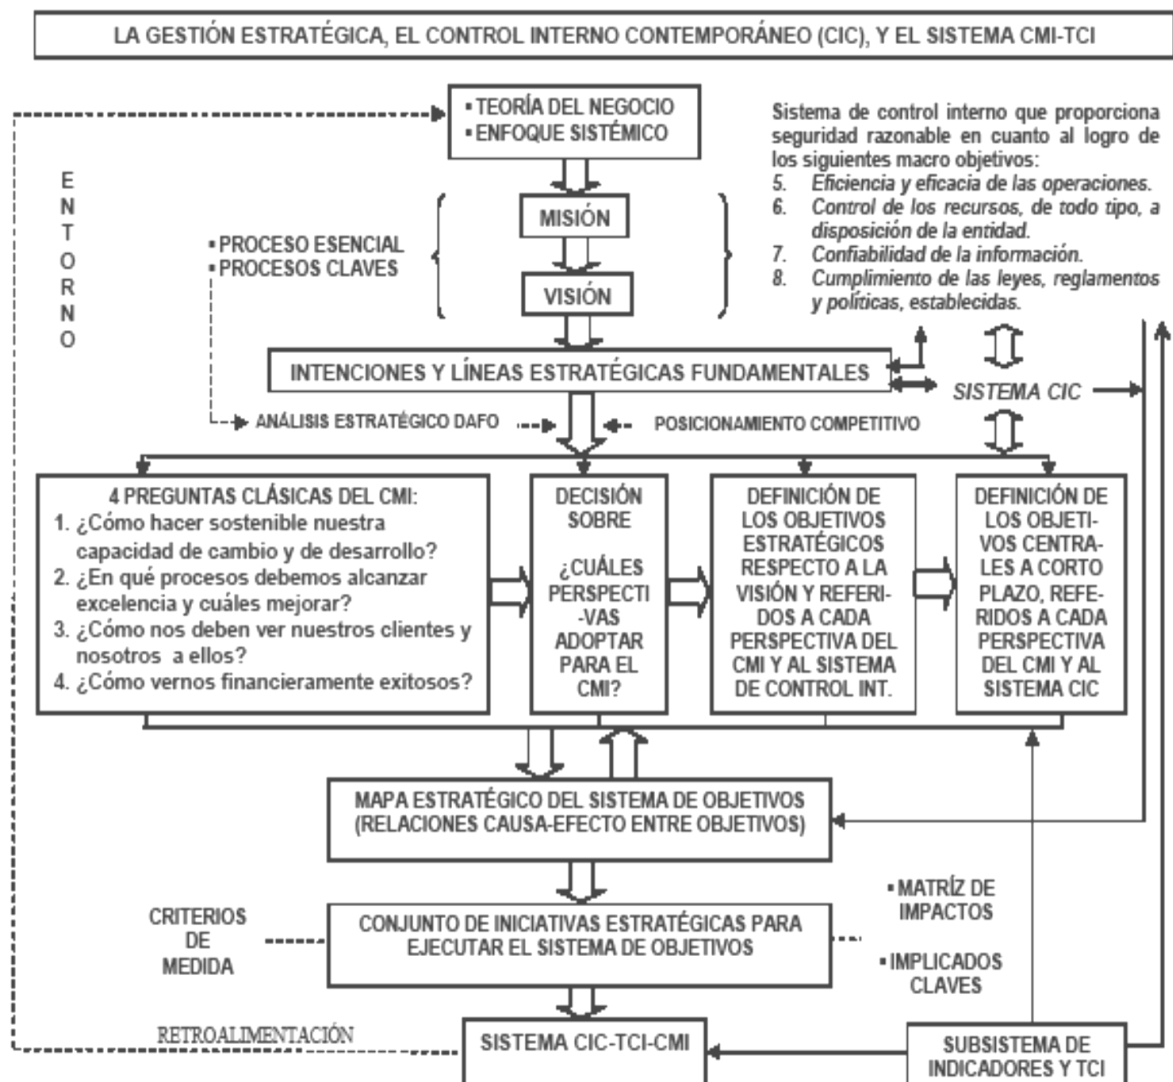 LA GESTIÓN ESTRATÉGICA, EL CONTROL INTERNO CONTEMPORÁNEO (CIC), Y EL SISTEMA CMI-TCI
▪ TEORÍA DEL NEGOCIO
▪ ENFOQUE SISTÉMICO
Sistema de control interno que proporciona
seguridad razonable en cuanto al logro de
los siguientes macro objetivos:
5. Eficiencia y eficacia de las operaciones.
6. Control de los recursos, de todo tipo, a
disposición de la entidad.
7. Confiabilidad de la información.
8. Cumplimiento de las leyes, reglamentos
y políticas, establecidas.
E
N
T
O
R
N
O
MISIÓN
▪ PROCESO ESENCIAL
▪ PROCESOS CLAVES
VISIÓN
INTENCIONES Y LÍNEAS ESTRATÉGICAS FUNDAMENTALES
SISTEMA CIC
ANÁLISIS ESTRATÉGICO DAFO
POSICIONAMIENTO COMPETITIVO
4 PREGUNTAS CLÁSICAS DEL CMI:
1. ¿Cómo hacer sostenible nuestra
capacidad de cambio y de desarrollo?
2. ¿En qué procesos debemos alcanzar
excelencia y cuáles mejorar?
3. ¿Cómo nos deben ver nuestros clientes y
nosotros a ellos?
4. ¿Cómo vernos financieramente exitosos?
DECISIÓN
SOBRE
¿CUÁLES
PERSPECTI
-VAS
ADOPTAR
PARA EL
CMI?
DEFINICIÓN DE
LOS OBJETIVOS
ESTRATÉGICOS
RESPECTO A LA
VISIÓN Y REFERI-
DOS A CADA
PERSPECTIVA DEL
CMI Y AL SISTEMA
DE CONTROL INT.
DEFINICIÓN DE
LOS OBJETI-
VOS CENTRA-
LES A CORTO
PLAZO, REFE-
RIDOS A CADA
PERSPECTIVA
DEL CMI Y AL
SISTEMA CIC
MAPA ESTRATÉGICO DEL SISTEMA DE OBJETIVOS
(RELACIONES CAUSA-EFECTO ENTRE OBJETIVOS)
CRITERIOS
DE
MEDIDA
CONJUNTO DE INICIATIVAS ESTRATÉGICAS PARA
EJECUTAR EL SISTEMA DE OBJETIVOS
▪ MATRÍZ DE
IMPACTOS
▪ IMPLICADOS
CLAVES
RETROALIMENTACIÓN
SISTEMA CIC-TCI-CMI
SUBSISTEMA DE
INDICADORES Y TCI